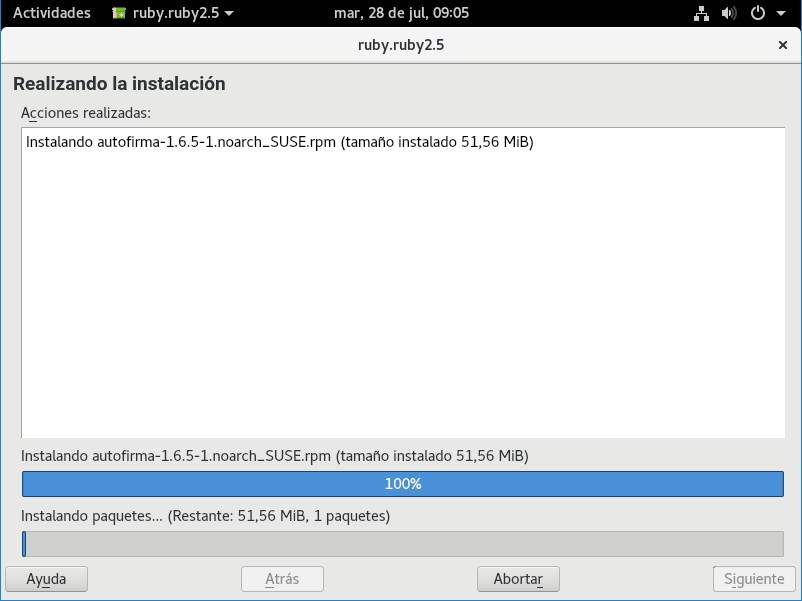 Actividades ruby.ruby2.5 mar, 28 de jul, 09:05
ruby.ruby2.5
Realizando la instalación
Acciones realizadas:
Instalando autofirma-1.6.5-1.noarch_SUSE.rpm (tamaño instalado 51,56 MiB)
Instalando autofirma-1.6.5-1.noarch_SUSE.rpm (tamaño instalado 51,56 MiB)
100%
Instalando paquetes... (Restante: 51,56 MiB, 1 paquetes)
Ayuda Atrás Abortar Siguiente